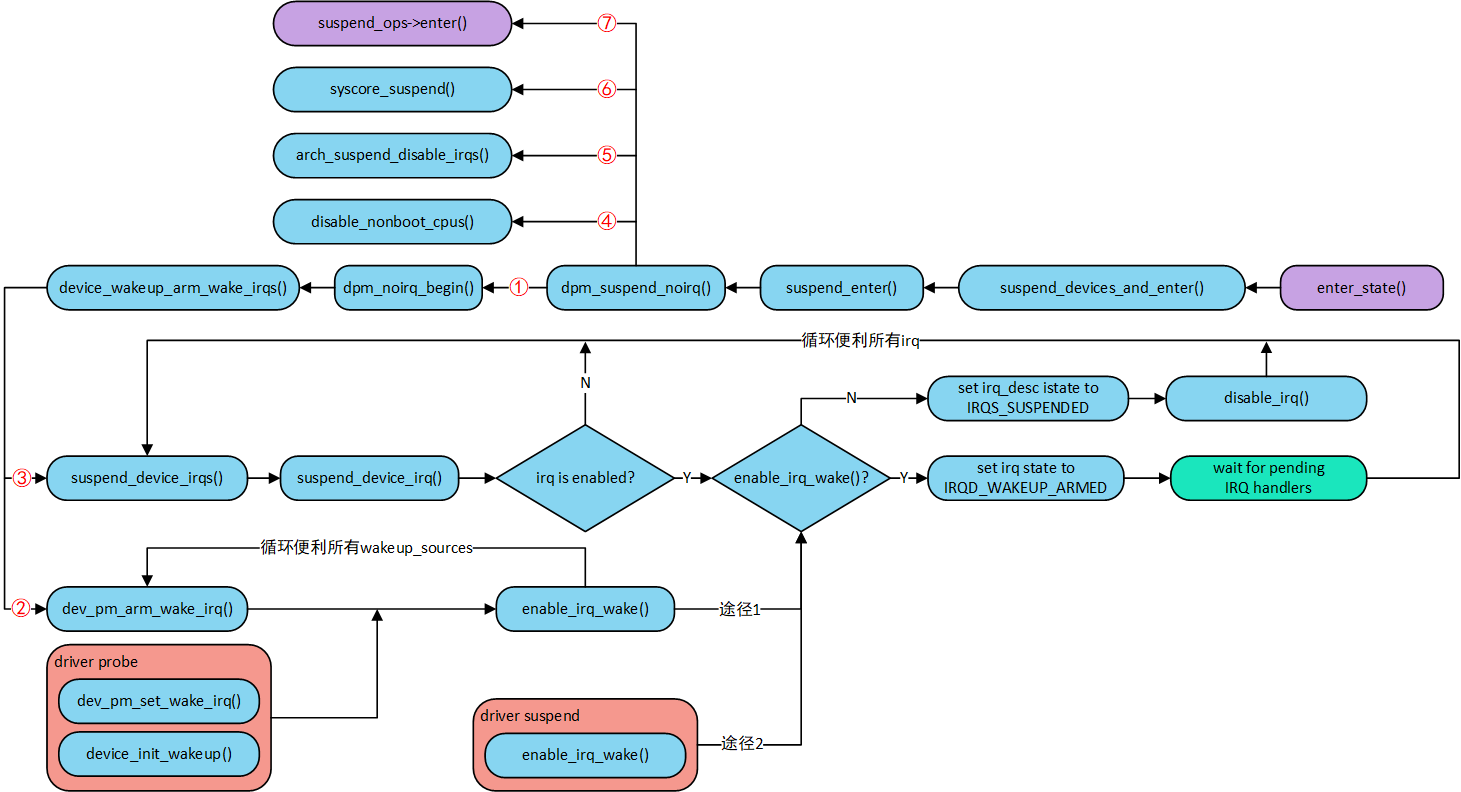 suspend_ops->enter()
⑦
syscore_suspend()
⑥
arch_suspend_disable_irqs()
⑤
disable_nonboot_cpus()
④
device_wakeup_arm_wake_irqs()
dpm_noirq_begin()
①
dpm_suspend_noirq()
suspend_enter()
suspend_devices_and_enter()
enter_state()
循环便利所有irq
N
N
set irq_desc istate to
IRQS_SUSPENDED
disable_irq()
③
suspend_device_irqs()
suspend_device_irq()
irq is enabled?
Y
enable_irq_wake()?
Y
set irq state to
IRQD_WAKEUP_ARMED
wait for pending
IRQ handlers
循环便利所有wakeup_sources
②
dev_pm_arm_wake_irq()
enable_irq_wake()
途径1
driver probe
dev_pm_set_wake_irq()
device_init_wakeup()
driver suspend
enable_irq_wake()
途径2